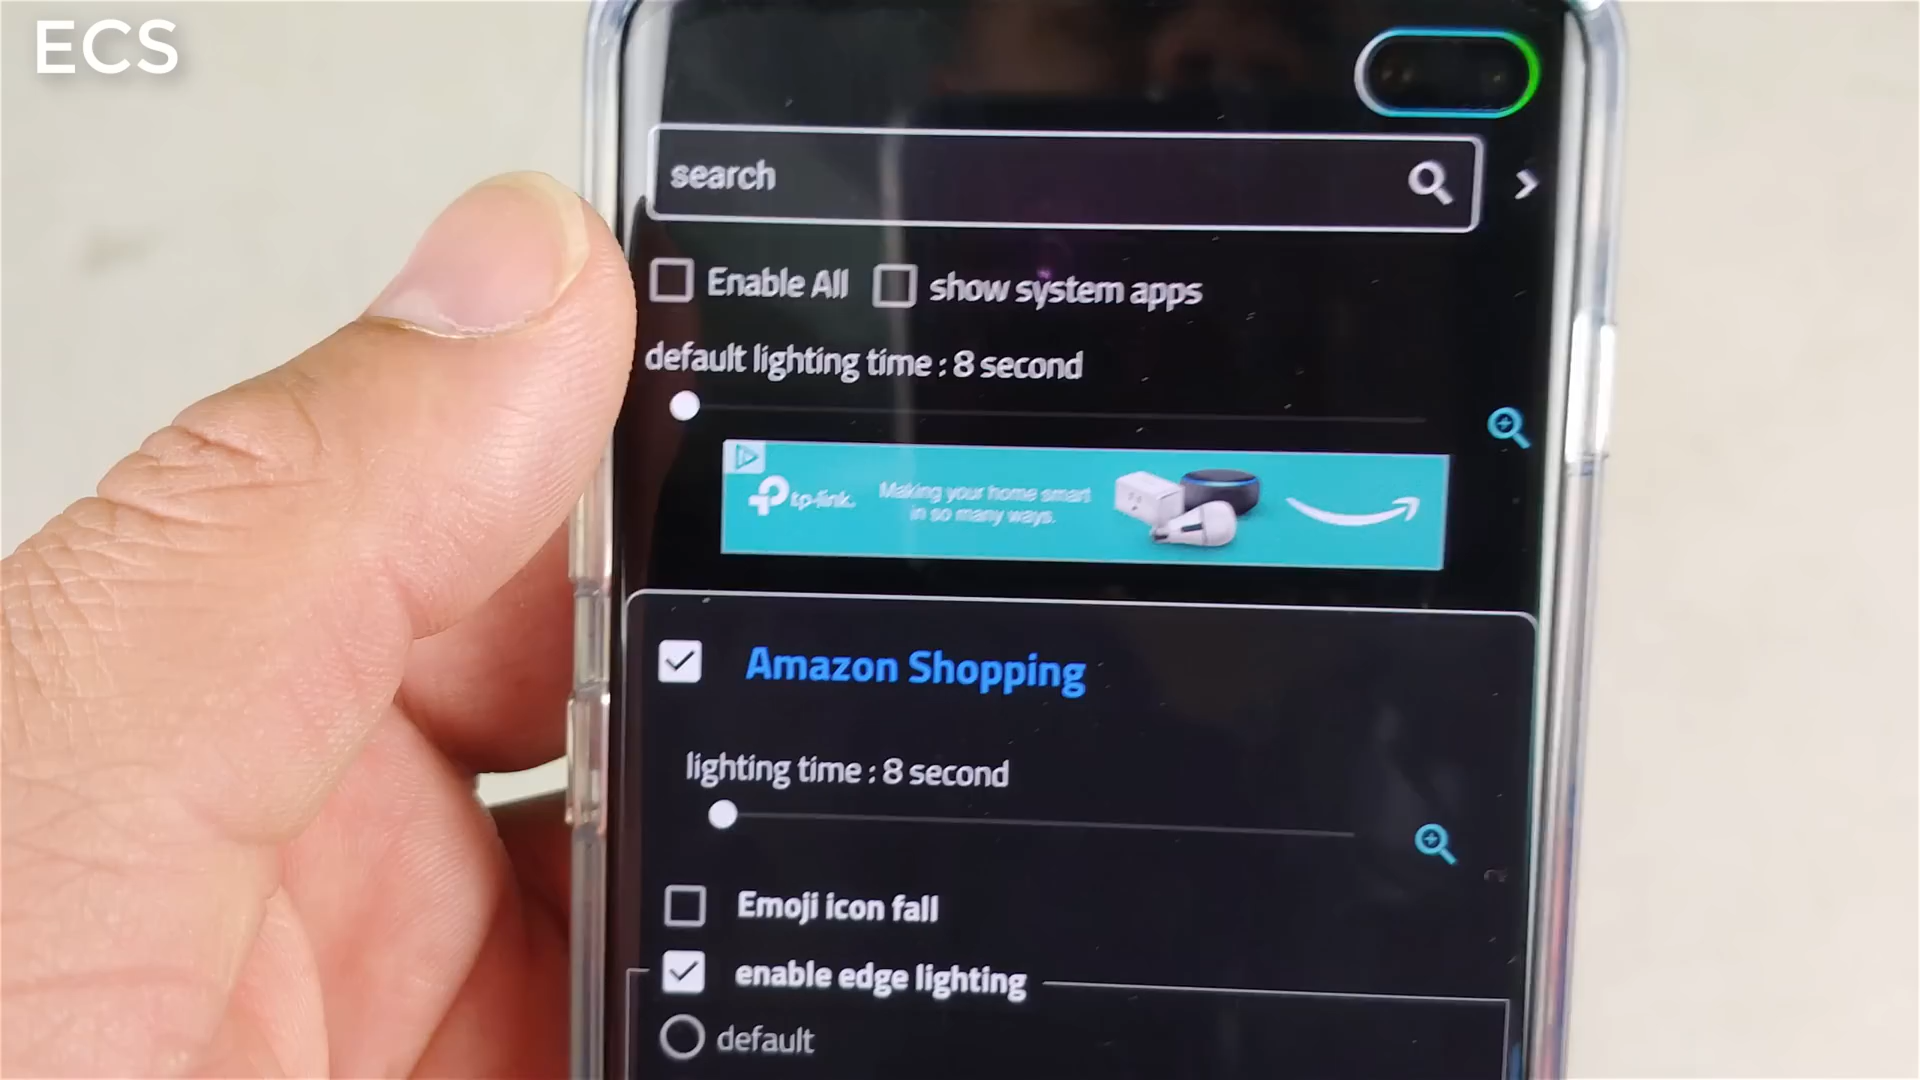 ECS
search
Enable All
show system apps
default lighting time : 8 second
tp-link.
Making your home smart
in so many ways.
Amazon Shopping
lighting time : 8 second
Emoji icon fall
enable edge lighting
default